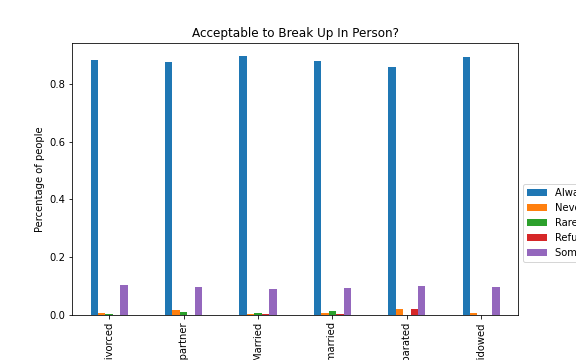 Acceptable to Break Up In Person?
Percentage of people
0.8
0.6
0.4
0.2
0.0
Alwa
Neve
Rare
Refu
Som
ivorced
partner
Married
married
parated
idowed